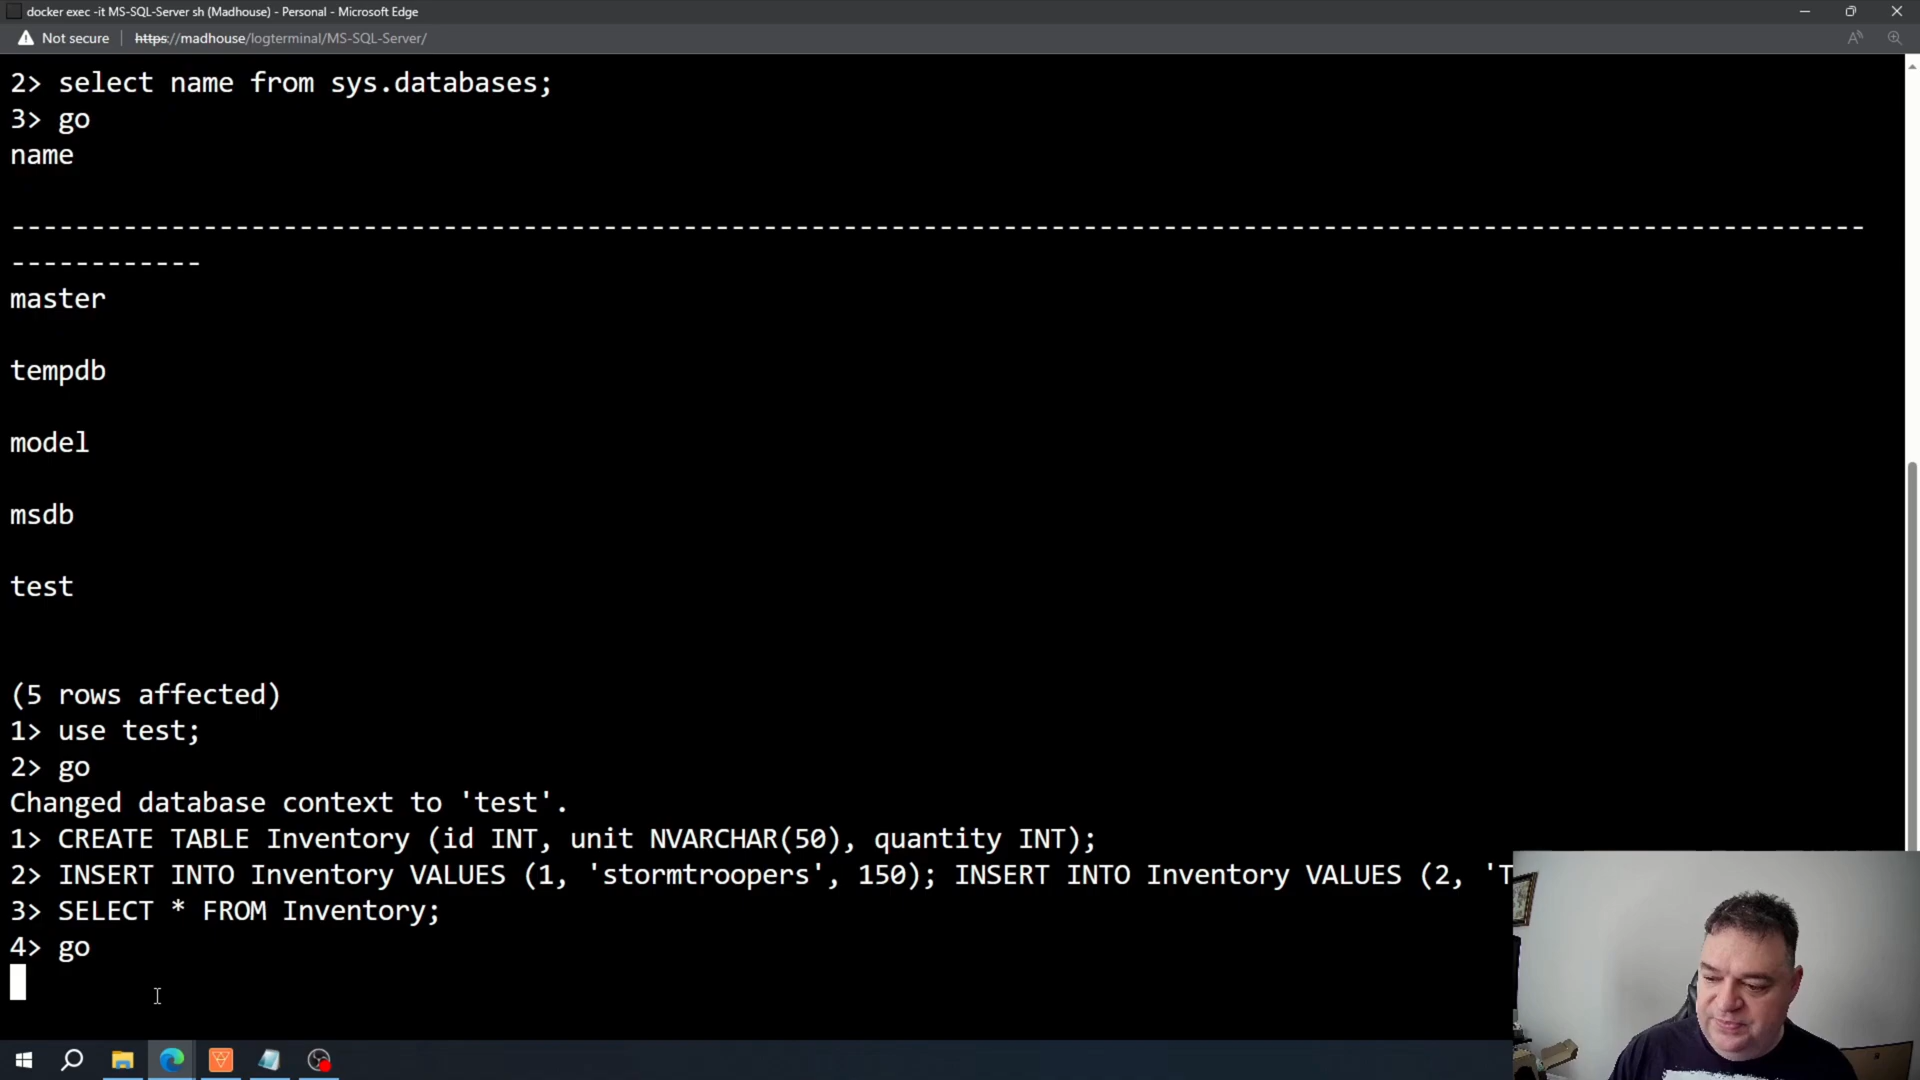 docker exec -it MS-SQL-Server sh (Madhouse) - Personal - Microsoft Edge
Not secure | https://madhouse/logterminal/MS-SQL-Server/
2> select name from sys.databases;
3> go
name
--------------------------------------------------------------------------------------------------------------------
------------
master
tempdb
model
msdb
test
(5 rows affected)
1> use test;
2> go
Changed database context to 'test'.
1> CREATE TABLE Inventory (id INT, unit NVARCHAR(50), quantity INT);
2> INSERT INTO Inventory VALUES (1, 'stormtroopers', 150); INSERT INTO Inventory VALUES (2, 'T
3> SELECT * FROM Inventory;
4> go